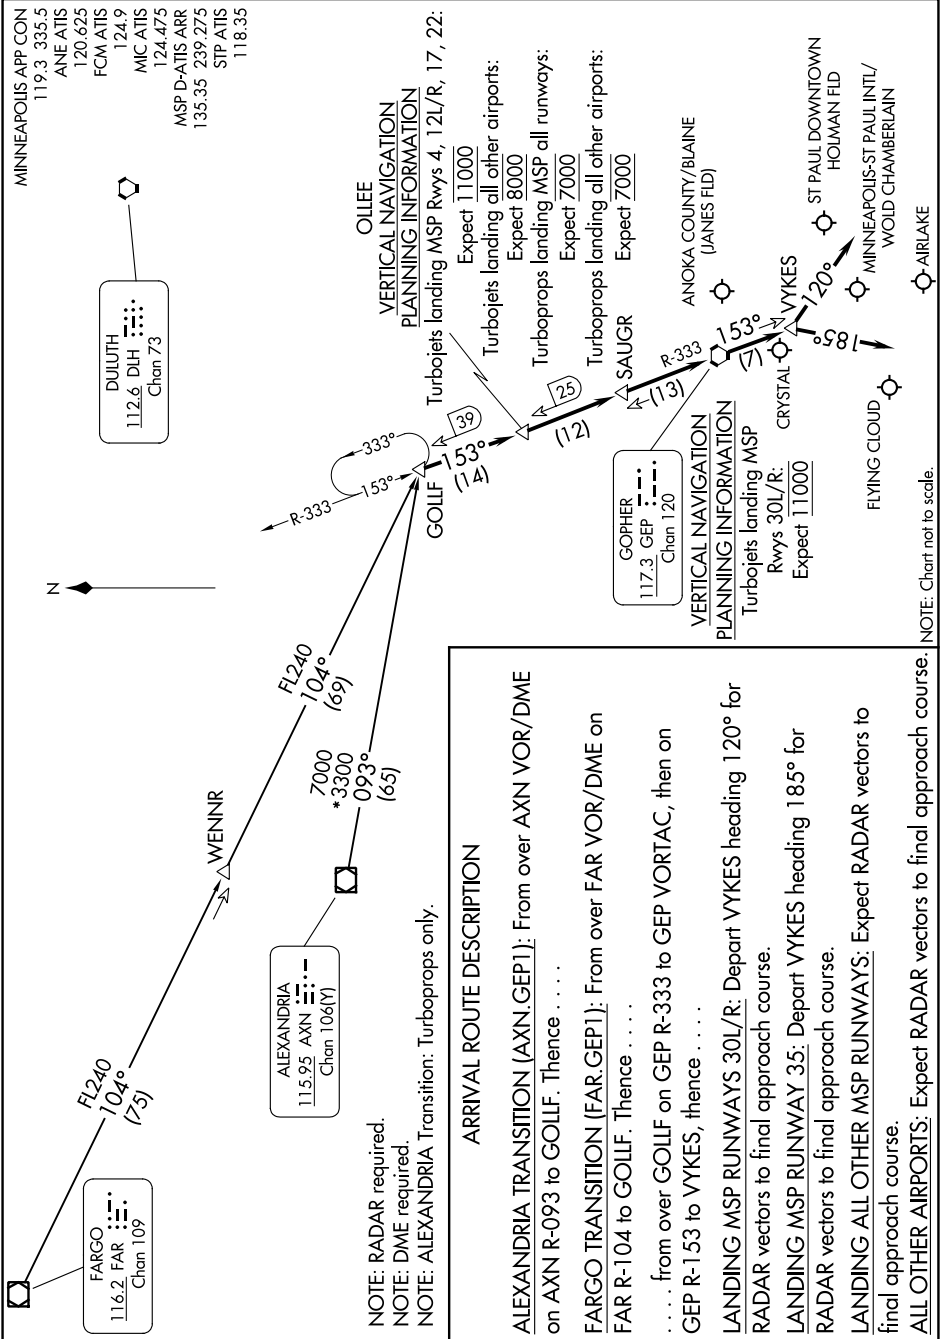 MINNEAPOLIS APP CON
119.3 335.5
ANE ATIS
120.625
FCM ATIS
124.9
MIC ATIS
124.475
MSP D-ATIS ARR
135.35 239.275
STP ATIS
118.35
DULUTH
112.6 DLH
Chan 73
N
FARGO
116.2 FAR
Chan 109
FL240
104°
(75)
WENNR
FL240
104°
(69)
ALEXANDRIA
115.95 AXN
Chan 106(Y)
7000
*3300
093°
(65)
R-333
153°
333°
GOLLF
153°
(14)
39
OLLEE
VERTICAL NAVIGATION
PLANNING INFORMATION
Turbojets landing MSP Rwys 4, 12L/R, 17, 22:
Expect 11000
Turbojets landing all other airports:
Expect 8000
Turboprops landing MSP all runways:
Expect 7000
Turboprops landing all other airports:
Expect 7000
25
(12)
SAUGR
(13)
R-333
GOPHER
117.3 GEP
Chan 120
VERTICAL NAVIGATION
PLANNING INFORMATION
Turbojets landing MSP
Rwys 30L/R:
Expect 11000
153°
(7)
VYKES
120°
185°
ANOKA COUNTY/BLAINE
(JANES FLD)
CRYSTAL
ST PAUL DOWNTOWN
HOLMAN FLD
MINNEAPOLIS-ST PAUL INTL/
WOLD CHAMBERLAIN
FLYING CLOUD
AIRLAKE
NOTE: RADAR required.
NOTE: DME required.
NOTE: ALEXANDRIA Transition: Turboprops only.
ARRIVAL ROUTE DESCRIPTION
ALEXANDRIA TRANSITION (AXN.GEP1): From over AXN VOR/DME
on AXN R-093 to GOLLF. Thence . . . .
FARGO TRANSITION (FAR.GEP1): From over FAR VOR/DME on
FAR R-104 to GOLLF. Thence . . . .
. . . . from over GOLLF on GEP R-333 to GEP VORTAC, then on
GEP R-153 to VYKES, thence . . . .
LANDING MSP RUNWAYS 30L/R: Depart VYKES heading 120° for
RADAR vectors to final approach course.
LANDING MSP RUNWAY 35: Depart VYKES heading 185° for
RADAR vectors to final approach course.
LANDING ALL OTHER MSP RUNWAYS: Expect RADAR vectors to
final approach course.
ALL OTHER AIRPORTS: Expect RADAR vectors to final approach course.
NOTE: Chart not to scale.